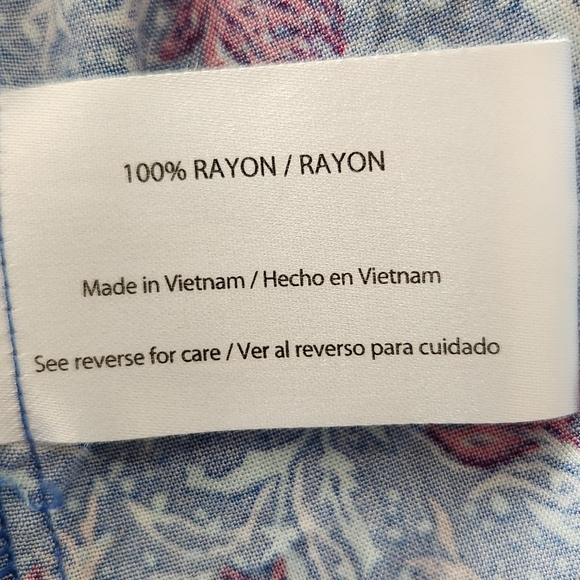 100% RAYON / RAYON
Made in Vietnam / Hecho en Vietnam
See reverse for care / Ver al reverso para cuidado